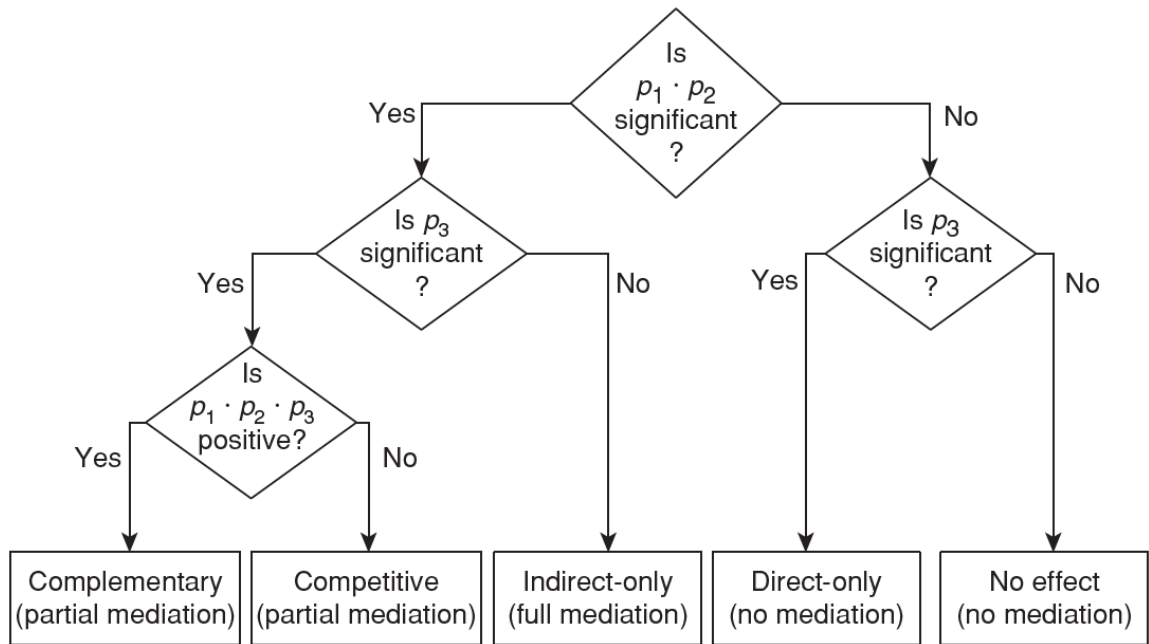 Is
p₁ · p₂
significant
?
Yes
No
Is p₃
significant
?
Is p₃
significant
?
Yes
No
Yes
No
Is
p₁ · p₂ · p₃
positive?
Yes
No
Complementary
(partial mediation)
Competitive
(partial mediation)
Indirect-only
(full mediation)
Direct-only
(no mediation)
No effect
(no mediation)